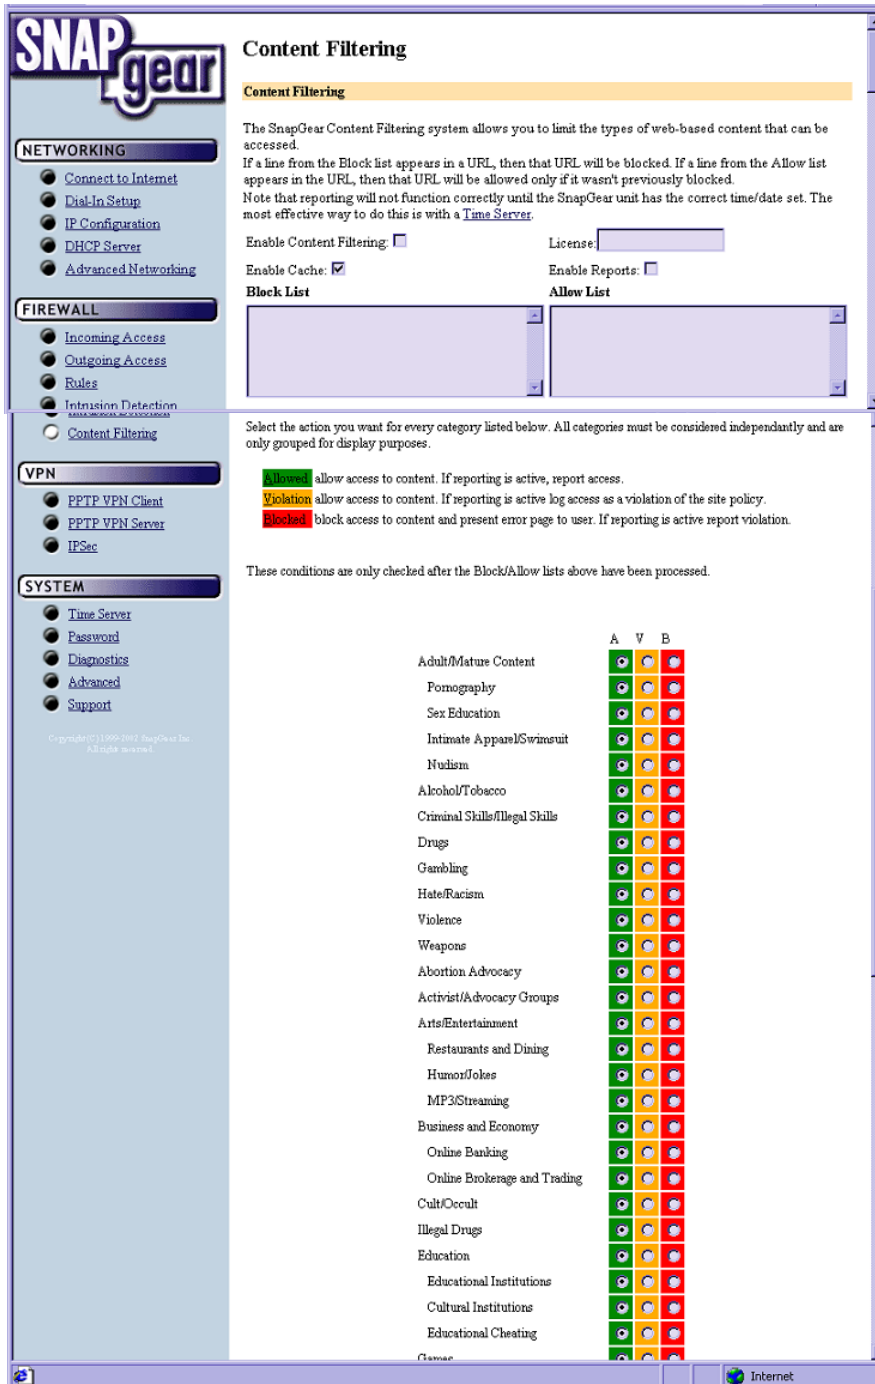 SNAP
gear
NETWORKING
Connect to Internet
Dial-In Setup
IP Configuration
DHCP Server
Advanced Networking
FIREWALL
Incoming Access
Outgoing Access
Rules
Intrusion Detection
Content Filtering
VPN
PPTP VPN Client
PPTP VPN Server
IPSec
SYSTEM
Time Server
Password
Diagnostics
Advanced
Support
Copyright (C) 1999-2002 SnapGear Inc
All rights reserved.
Content Filtering
Content Filtering
The SnapGear Content Filtering system allows you to limit the types of web-based content that can be
accessed.
If a line from the Block list appears in a URL, then that URL will be blocked. If a line from the Allow list
appears in the URL, then that URL will be allowed only if it wasn't previously blocked.
Note that reporting will not function correctly until the SnapGear unit has the correct time/date set. The
most effective way to do this is with a Time Server.
Enable Content Filtering: License:
Enable Cache: Enable Reports:
Block List Allow List
Select the action you want for every category listed below. All categories must be considered independantly and are
only grouped for display purposes.
Allowed allow access to content. If reporting is active, report access.
Violation allow access to content. If reporting is active log access as a violation of the site policy.
Blocked block access to content and present error page to user. If reporting is active report violation.
These conditions are only checked after the Block/Allow lists above have been processed.
A V B
Adult/Mature Content
Pornography
Sex Education
Intimate Apparel/Swimsuit
Nudism
Alcohol/Tobacco
Criminal Skills/Illegal Skills
Drugs
Gambling
Hate/Racism
Violence
Weapons
Abortion Advocacy
Activist/Advocacy Groups
Arts/Entertainment
Restaurants and Dining
Humor/Jokes
MP3/Streaming
Business and Economy
Online Banking
Online Brokerage and Trading
Cult/Occult
Illegal Drugs
Education
Educational Institutions
Cultural Institutions
Educational Cheating
Games
Internet